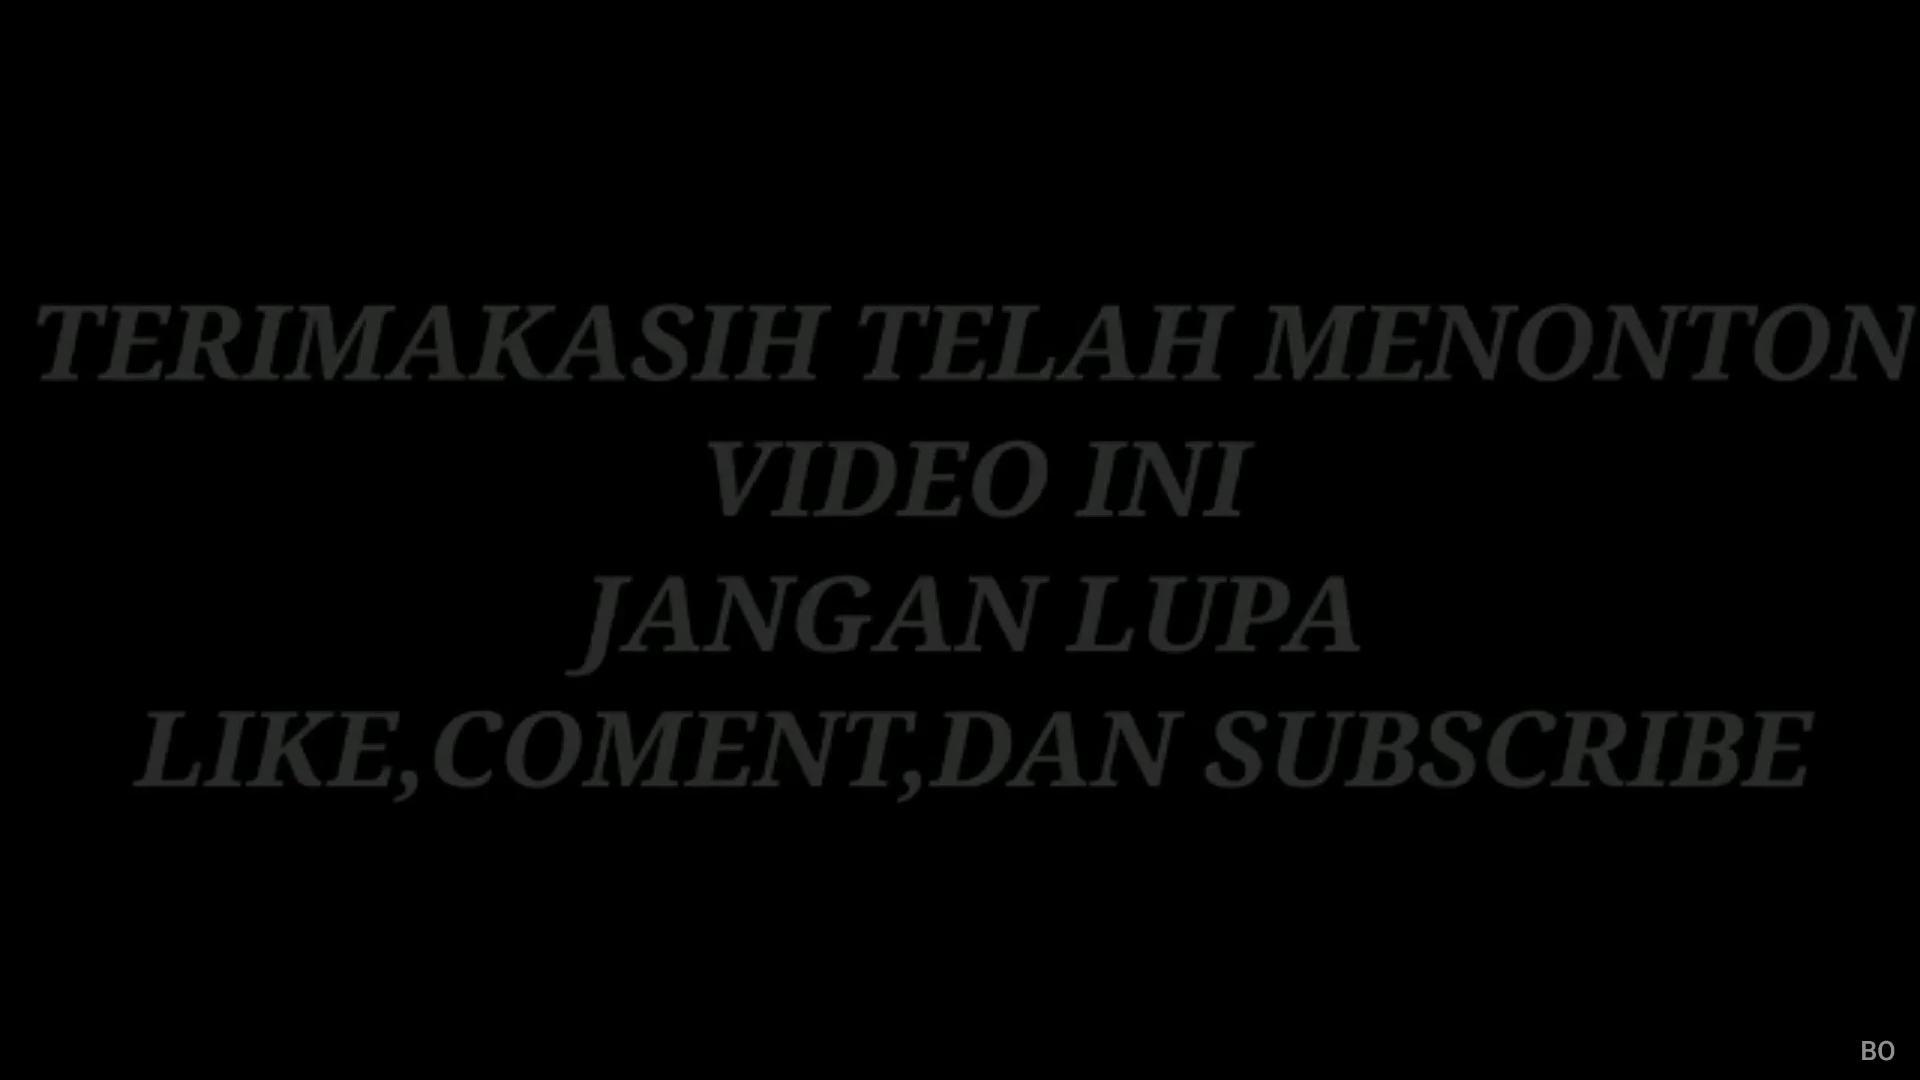 TERIMAKASIH TELAH MENONTON
VIDEO INI
JANGAN LUPA
LIKE,COMENT,DAN SUBSCRIBE
BO